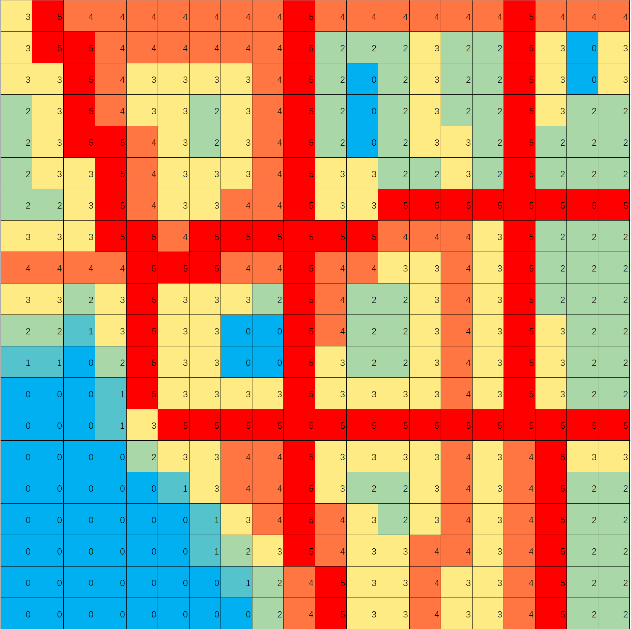 3 5 4 4 4 4 4 4 4 5 4 4 4 4 4 4 5 4 4 4
3 5 5 4 4 4 4 4 4 5 2 2 2 3 2 2 5 3 0 3
3 3 5 4 3 3 3 3 4 5 2 0 2 3 2 2 5 3 0 3
2 3 5 4 3 3 2 3 4 5 2 0 2 3 2 2 5 3 2 2
2 3 5 5 4 3 2 3 4 5 2 0 2 3 3 2 5 2 2 2
2 3 3 5 4 3 3 3 4 5 3 3 2 2 3 2 5 2 2 2
2 2 3 5 4 3 3 4 4 5 3 3 5 5 5 5 5 5 5 5
3 3 3 5 5 4 5 5 5 5 5 5 4 4 4 3 5 2 2 2
4 4 4 4 5 5 5 4 4 5 4 4 3 3 4 3 5 2 2 2
3 3 2 3 5 3 3 3 2 5 4 2 2 3 4 3 5 2 2 2
2 2 1 3 5 3 3 0 0 5 4 2 2 3 4 3 5 3 2 2
1 1 0 2 5 3 3 0 0 5 3 2 2 3 4 3 5 3 2 2
0 0 0 1 5 3 3 3 3 5 3 3 3 3 4 3 5 3 2 2
0 0 0 1 3 5 5 5 5 5 5 5 5 5 5 5 5 5 5 5
0 0 0 0 2 3 3 4 4 5 3 3 3 3 4 3 4 5 3 3
0 0 0 0 0 1 3 4 4 5 3 2 2 3 4 3 4 5 2 2
0 0 0 0 0 0 1 3 4 5 4 3 2 3 4 3 4 5 2 2
0 0 0 0 0 0 1 2 3 5 4 3 3 4 4 3 4 5 2 2
0 0 0 0 0 0 0 1 2 4 5 3 3 4 3 3 4 5 2 2
0 0 0 0 0 0 0 0 2 4 5 3 3 4 3 3 4 5 2 2